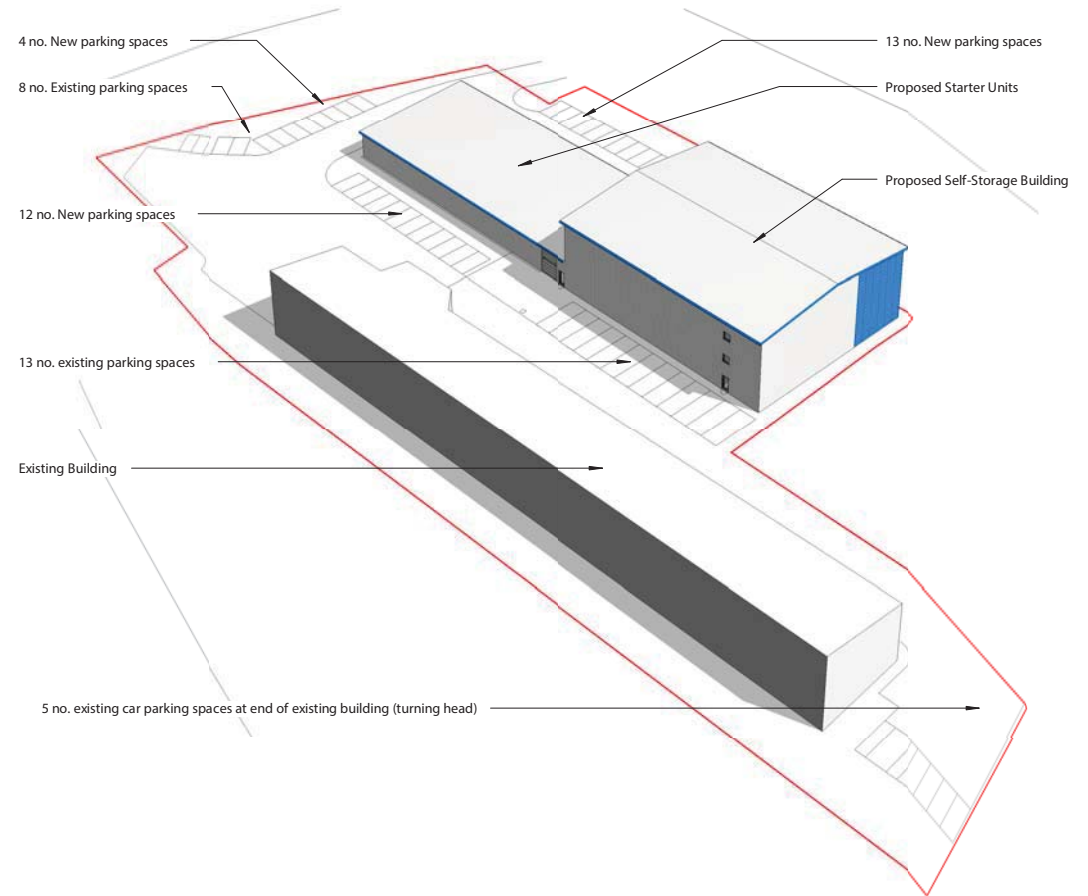 4 no. New parking spaces
13 no. New parking spaces
8 no. Existing parking spaces
Proposed Starter Units
Proposed Self-Storage Building
12 no. New parking spaces
13 no. existing parking spaces
Existing Building
5 no. existing car parking spaces at end of existing building (turning head)